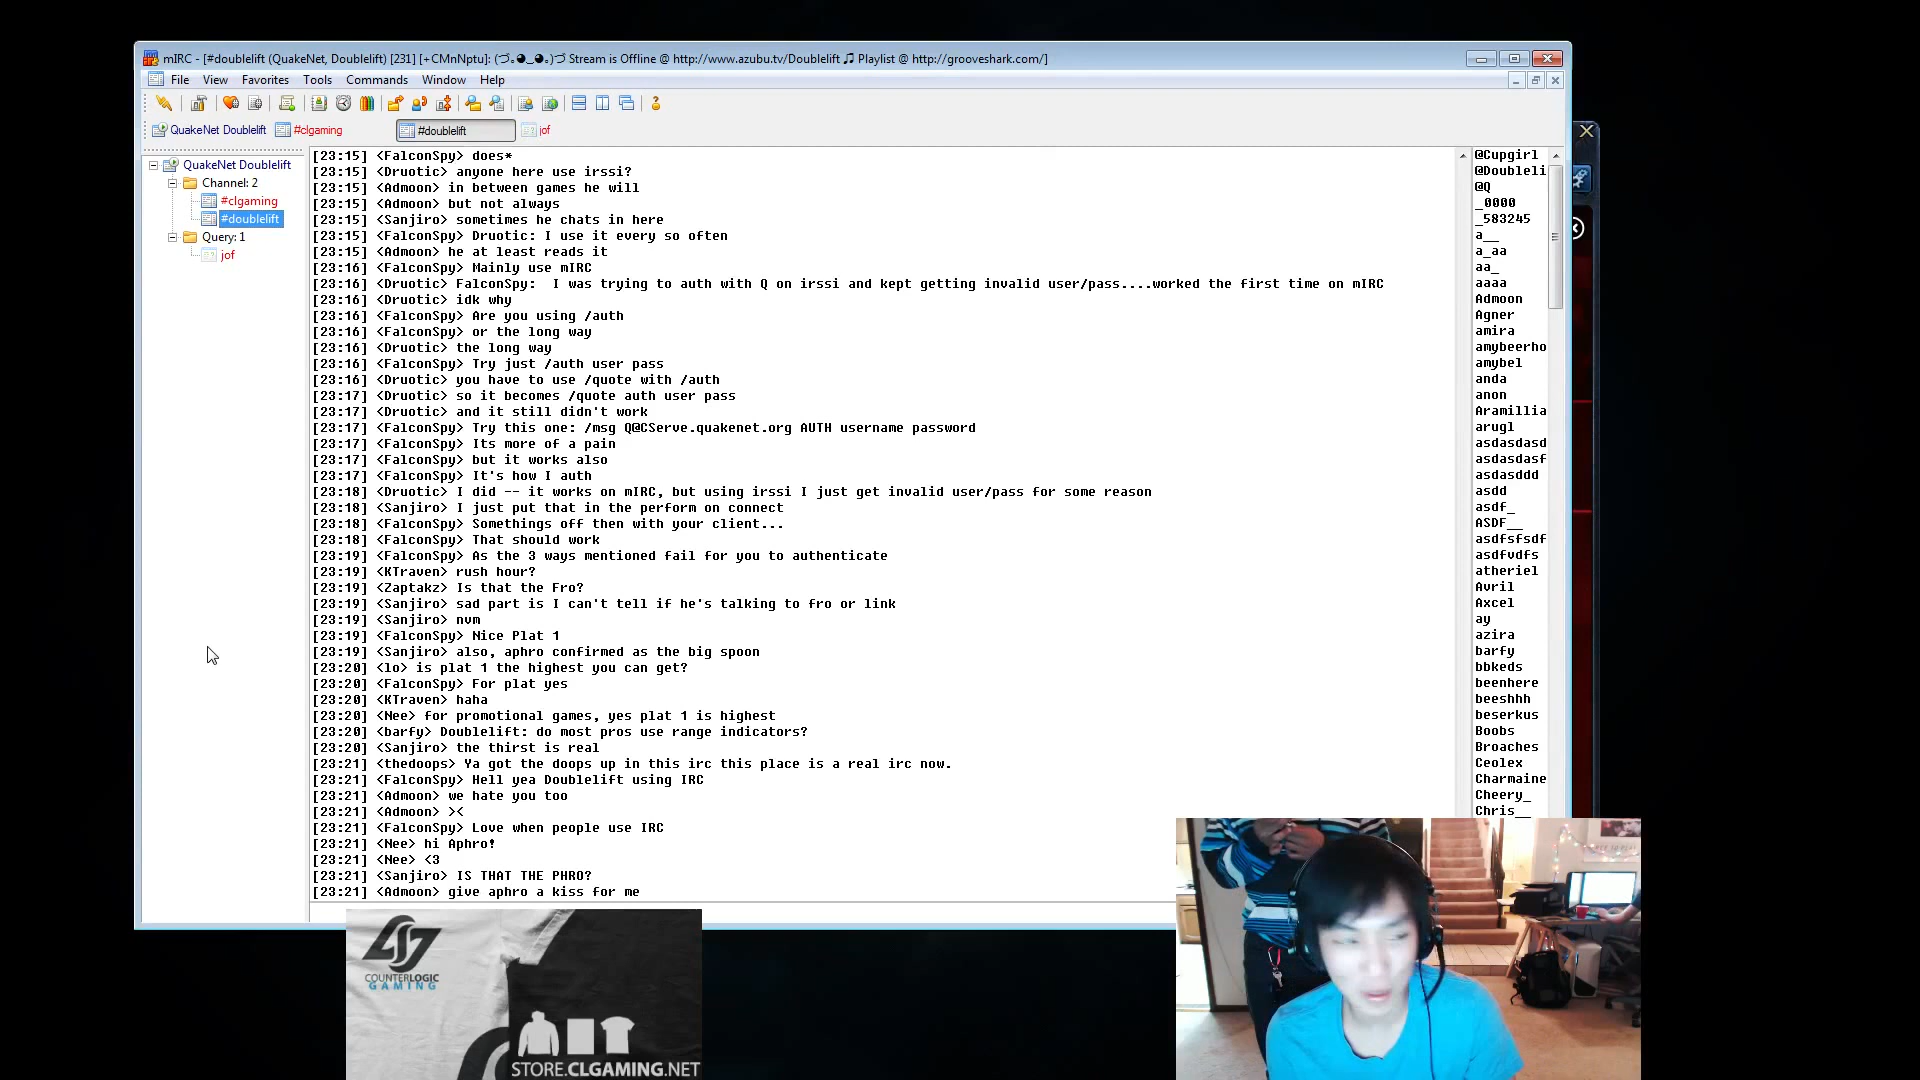 mIRC - [#doublelift (QuakeNet, Doublelift) [231] [+CMnNptu]: (づ｡◕‿◕｡)づ Stream is Offline @ http://www.azubu.tv/Doublelift ♫ Playlist @ http://grooveshark.com/]
File View Favorites Tools Commands Window Help
QuakeNet Doublelift #clgaming #doublelift jof
QuakeNet Doublelift
Channel: 2
#clgaming
#doublelift
Query: 1
jof
[23:15] <FalconSpy> does*
[23:15] <Druotic> anyone here use irssi?
[23:15] <Admoon> in between games he will
[23:15] <Admoon> but not always
[23:15] <Sanjiro> sometimes he chats in here
[23:15] <FalconSpy> Druotic: I use it every so often
[23:15] <Admoon> he at least reads it
[23:16] <FalconSpy> Mainly use mIRC
[23:16] <Druotic> FalconSpy:  I was trying to auth with Q on irssi and kept getting invalid user/pass....worked the first time on mIRC
[23:16] <Druotic> idk why
[23:16] <FalconSpy> Are you using /auth
[23:16] <FalconSpy> or the long way
[23:16] <Druotic> the long way
[23:16] <FalconSpy> Try just /auth user pass
[23:16] <Druotic> you have to use /quote with /auth
[23:17] <Druotic> so it becomes /quote auth user pass
[23:17] <Druotic> and it still didn't work
[23:17] <FalconSpy> Try this one: /msg Q@CServe.quakenet.org AUTH username password
[23:17] <FalconSpy> Its more of a pain
[23:17] <FalconSpy> but it works also
[23:17] <FalconSpy> It's how I auth
[23:18] <Druotic> I did -- it works on mIRC, but using irssi I just get invalid user/pass for some reason
[23:18] <Sanjiro> I just put that in the perform on connect
[23:18] <FalconSpy> Somethings off then with your client...
[23:18] <FalconSpy> That should work
[23:19] <FalconSpy> As the 3 ways mentioned fail for you to authenticate
[23:19] <KTraven> rush hour?
[23:19] <Zaptakz> Is that the Fro?
[23:19] <Sanjiro> sad part is I can't tell if he's talking to fro or link
[23:19] <Sanjiro> nvm
[23:19] <FalconSpy> Nice Plat 1
[23:19] <Sanjiro> also, aphro confirmed as the big spoon
[23:20] <lo> is plat 1 the highest you can get?
[23:20] <FalconSpy> For plat yes
[23:20] <KTraven> haha
[23:20] <Nee> for promotional games, yes plat 1 is highest
[23:20] <barfy> Doublelift: do most pros use range indicators?
[23:20] <Sanjiro> the thirst is real
[23:21] <thedoops> Ya got the doops up in this irc this place is a real irc now.
[23:21] <FalconSpy> Hell yea Doublelift using IRC
[23:21] <Admoon> we hate you too
[23:21] <Admoon> ><
[23:21] <FalconSpy> Love when people use IRC
[23:21] <Nee> hi Aphro!
[23:21] <Nee> <3
[23:21] <Sanjiro> IS THAT THE PHRO?
[23:21] <Admoon> give aphro a kiss for me
@Cupgirl
@Doubleli
@Q
_0000
_583245
a__
a_aa
aa_
aaaa
Admoon
Agner
amira
amybeerho
amybel
anda
anon
Aramillia
arugl
asdasdasd
asdasdasf
asdasddd
asdd
asdf_
ASDF__
asdfsfsdf
asdfvdfs
atheriel
Avril
Axcel
ay
azira
barfy
bbkeds
beenhere
beeshhh
beserkus
Boobs
Broaches
Ceolex
Charmaine
Cheery_
Chris__
COUNTERLOGIC
GAMING
STORE.CLGAMING.NET